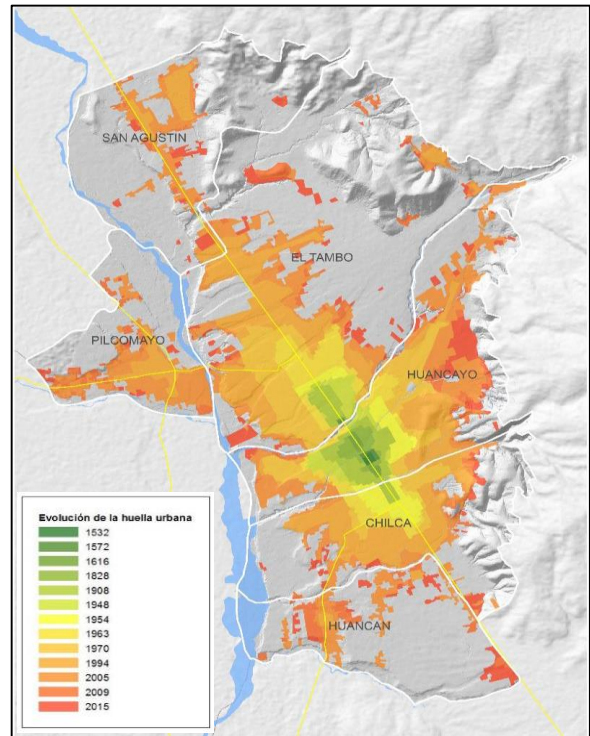 SAN AGUSTIN
EL TAMBO
PILCOMAYO
HUANCAYO
CHILCA
HUANCAN
Evolución de la huella urbana
1532
1572
1616
1828
1908
1948
1954
1963
1970
1994
2005
2009
2015